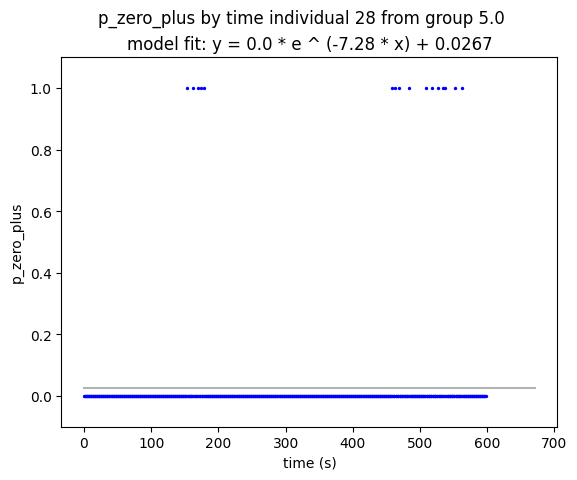 p_zero_plus by time individual 28 from group 5.0
model fit: y = 0.0 * e ^ (-7.28 * x) + 0.0267
1.0
0.8
0.6
0.4
0.2
0.0
p_zero_plus
0 100 200 300 400 500 600 700
time (s)